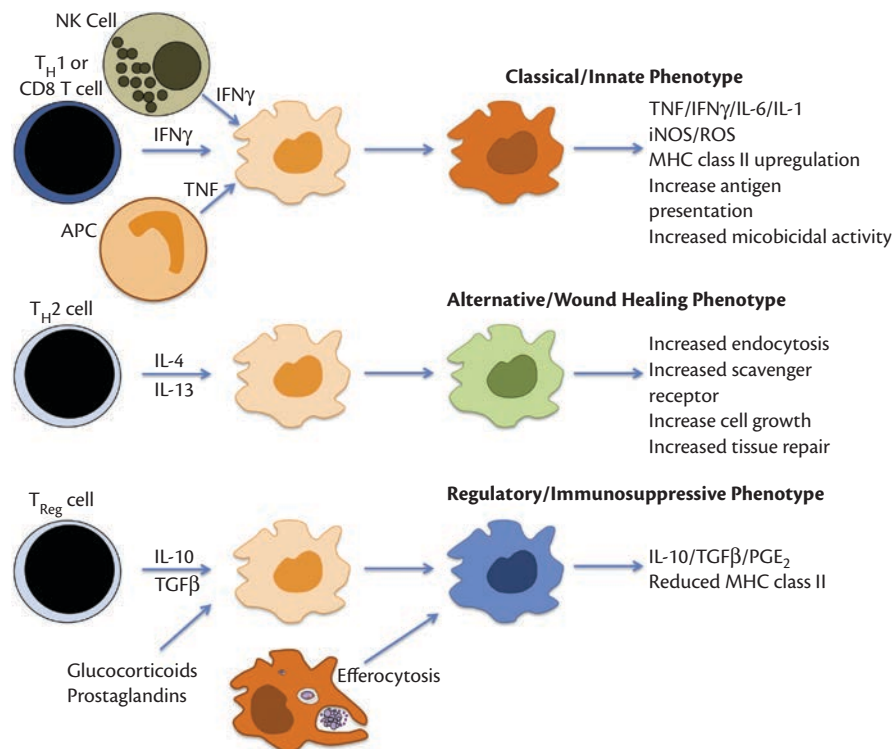 NK Cell
T_H1 or
CD8 T cell
IFNγ
IFNγ
TNF
APC
Classical/Innate Phenotype
TNF/IFNγ/IL-6/IL-1
iNOS/ROS
MHC class II upregulation
Increase antigen
presentation
Increased micobicidal activity
T_H2 cell
IL-4
IL-13
Alternative/Wound Healing Phenotype
Increased endocytosis
Increased scavenger
receptor
Increase cell growth
Increased tissue repair
T_Reg cell
IL-10
TGFβ
Glucocorticoids
Prostaglandins
Efferocytosis
Regulatory/Immunosuppressive Phenotype
IL-10/TGFβ/PGE₂
Reduced MHC class II